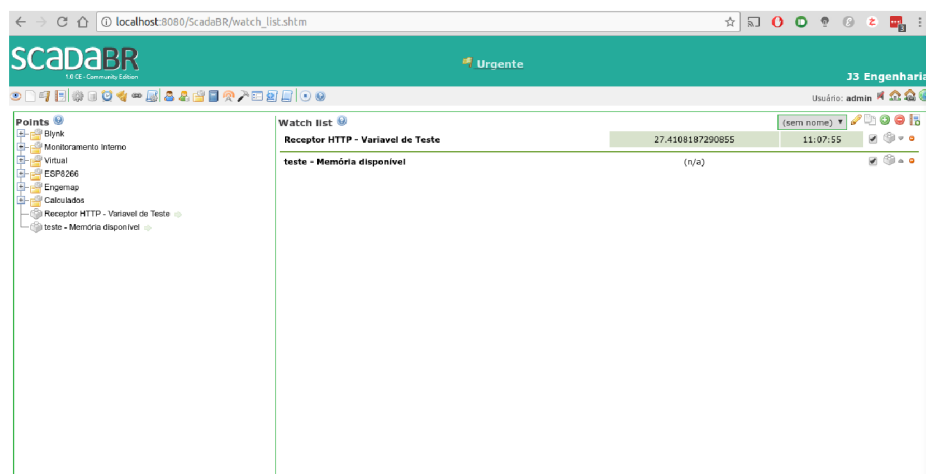 localhost:8080/ScadaBR/watch_list.shtm
SCADABR
1.0 CE - Community Edition
Urgente
J3 Engenharia
Usuário: admin
Points
Blynk
Monitoramento Interno
Virtual
ESP8266
Engemap
Calculados
Receptor HTTP - Variavel de Teste
teste - Memória disponível
Watch list
(sem nome)
Receptor HTTP - Variavel de Teste 27.4108187290855 11:07:55
teste - Memória disponível (n/a)